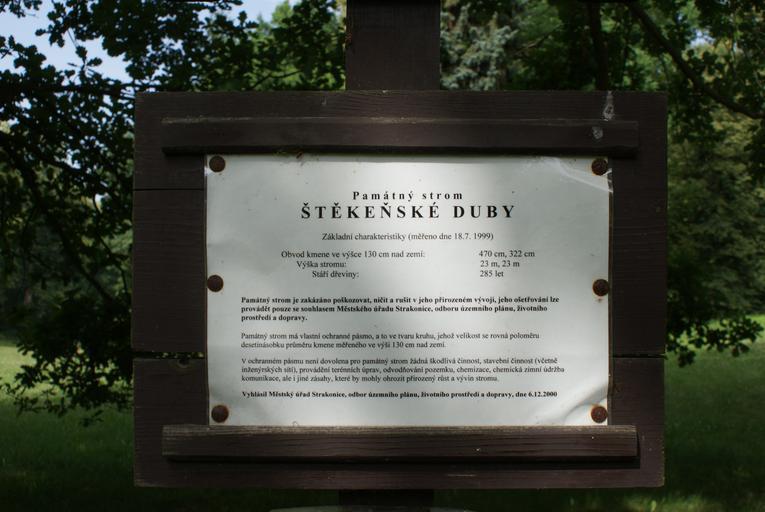 Památný strom
ŠTĚKEŇSKÉ DUBY
Základní charakteristiky (měřeno dne 18.7. 1999)
Obvod kmene ve výšce 130 cm nad zemí: 470 cm, 322 cm
Výška stromu: 23 m, 23 m
Stáří dřeviny: 285 let
Památný strom je zakázáno poškozovat, ničit a rušit v jeho přirozeném vývoji, jeho ošetřování lze
provádět pouze se souhlasem Městského úřadu Strakonice, odboru územního plánu, životního
prostředí a dopravy.
Památný strom má vlastní ochranné pásmo, a to ve tvaru kruhu, jehož velikost se rovná poloměru
desetinásobku průměru kmene měřeného ve výši 130 cm nad zemí.
V ochranném pásmu není dovolena pro památný strom žádná škodlivá činnost, stavební činnost (včetně
inženýrských sítí), provádění terénních úprav, odvodňování pozemku, chemizace, chemická zimní údržba
komunikace, ale i jiné zásahy, které by mohly ohrozit přirozený růst a vývin stromu.
Vyhlásil Městský úřad Strakonice, odbor územního plánu, životního prostředí a dopravy, dne 6.12.2000